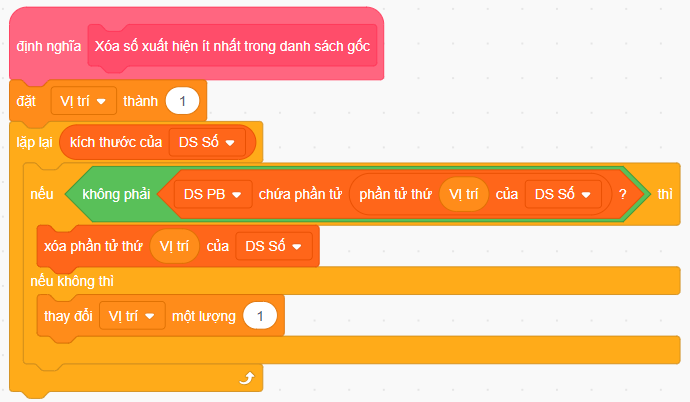 định nghĩa Xóa số xuất hiện ít nhất trong danh sách gốc
đặt Vị trí thành 1
lặp lại kích thước của DS Số
nếu không phải DS PB chứa phần tử phần tử thứ Vị trí của DS Số ? thì
xóa phần tử thứ Vị trí của DS Số
nếu không thì
thay đổi Vị trí một lượng 1